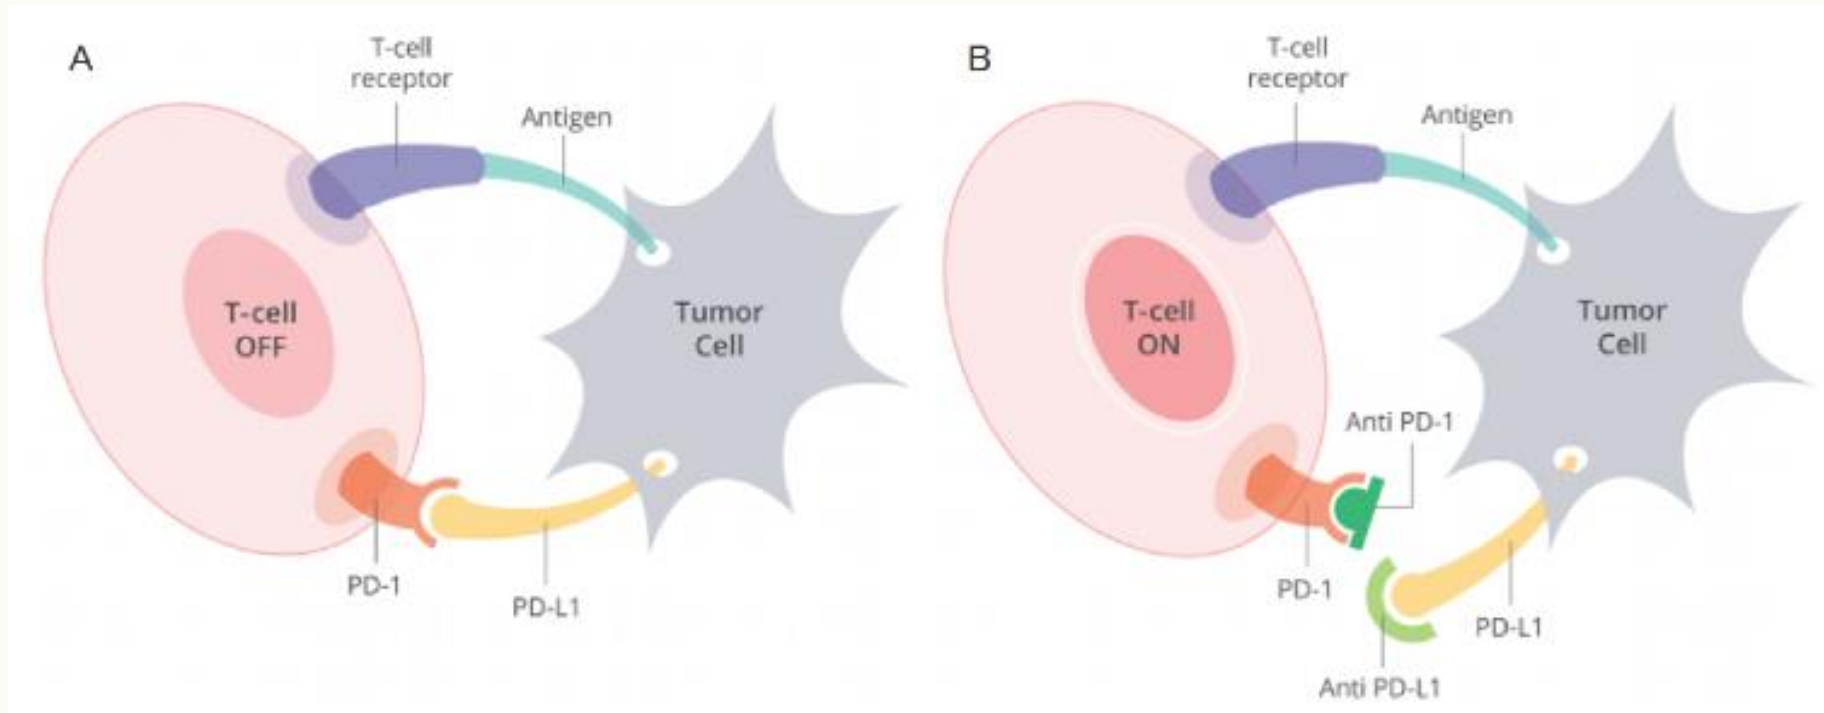 A
T-cell
receptor
Antigen
T-cell
OFF
Tumor
Cell
PD-1
PD-L1
B
T-cell
receptor
Antigen
T-cell
ON
Tumor
Cell
Anti PD-1
PD-1
PD-L1
Anti PD-L1